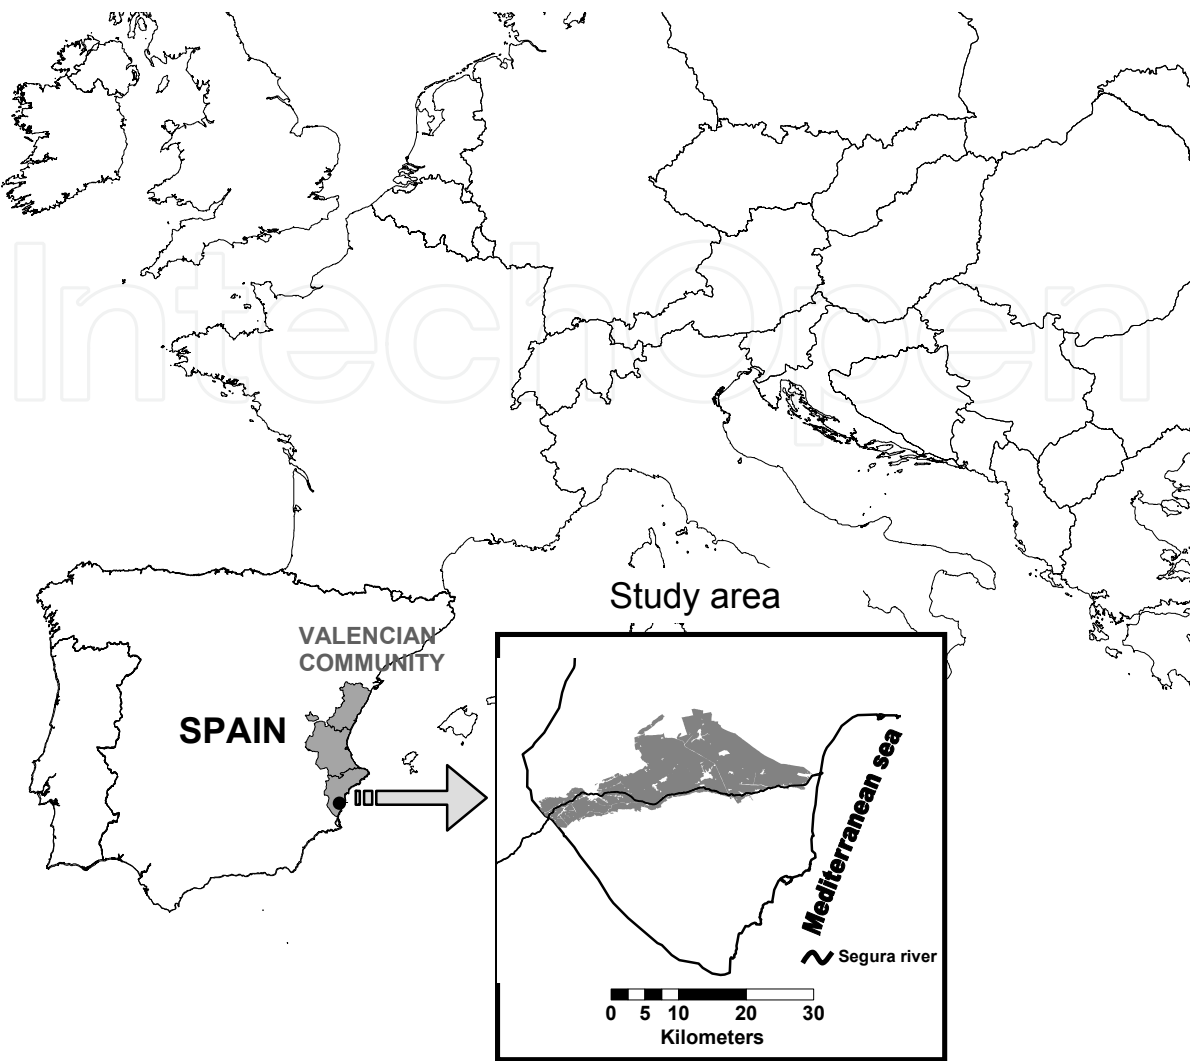 IntechOpen
Study area
VALENCIAN
COMMUNITY
SPAIN
Mediterranean sea
Segura river
0 5 10 20 30
Kilometers